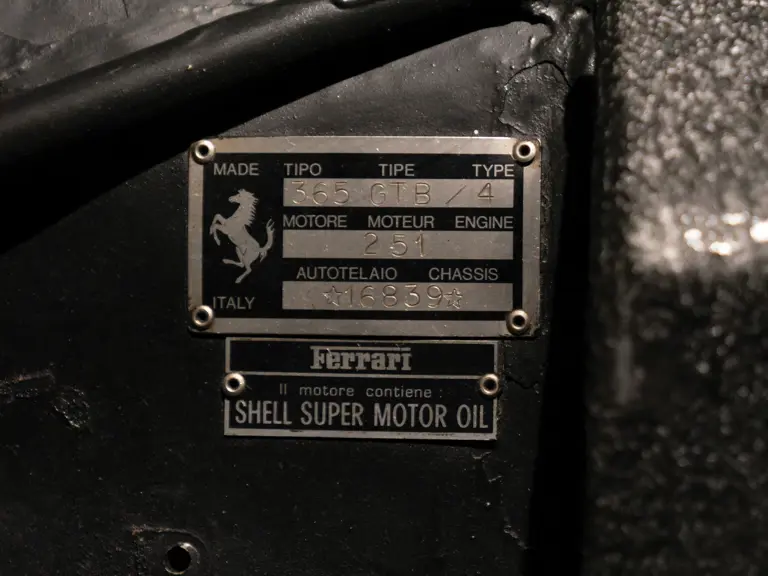 MADE TIPO TIPE TYPE
365 GTB / 4
MOTORE MOTEUR ENGINE
251
AUTOTELAIO CHASSIS
ITALY ☆16839☆
Ferrari
Il motore contiene :
SHELL SUPER MOTOR OIL